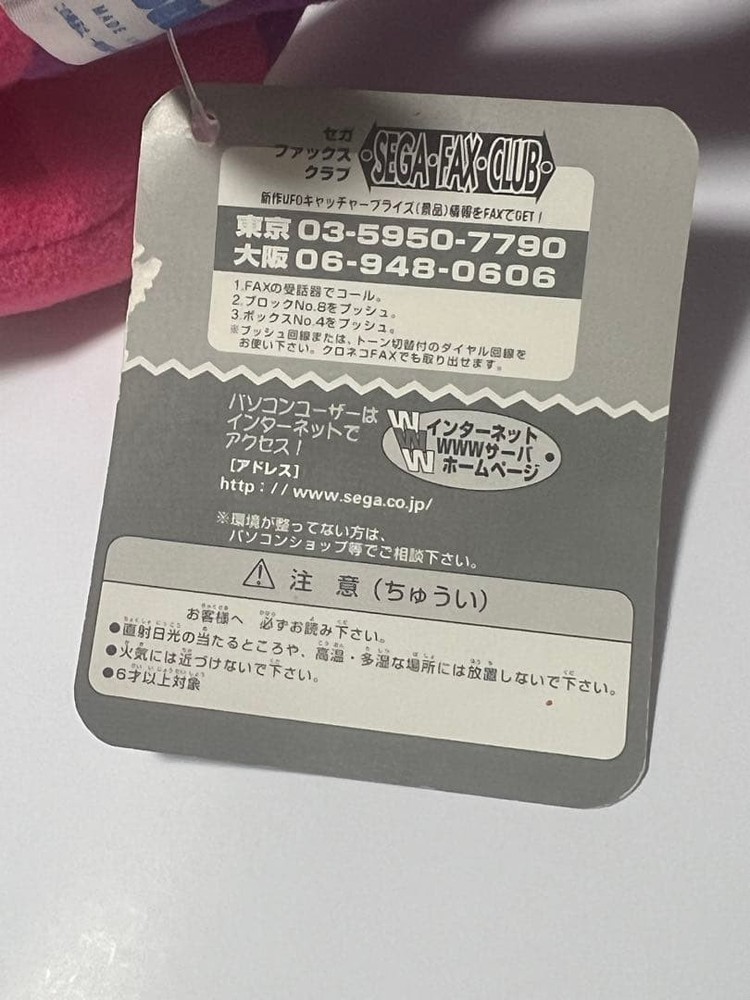 MADE
セガ
ファックス
クラブ
SEGA・FAX・CLUB
新作UFOキャッチャープライズ(景品)情報をFAXでGET！
東京 03-5950-7790
大阪 06-948-0606
1.FAXの受話器でコール。
2.ブロックNo.8をプッシュ。
3.ボックスNo.4をプッシュ。
※プッシュ回線または、トーン切替付のダイヤル回線を
お使い下さい。クロネコFAXでも取り出せます。
パソコンユーザーは
インターネットで
アクセス！
[アドレス]
http：//www.sega.co.jp/
WWW
インターネット
WWWサーバ
ホームページ
※環境が整ってない方は、
パソコンショップ等でご相談下さい。
注意(ちゅうい)
お客様へ 必ずお読み下さい。
●直射日光の当たるところや、高温・多湿な場所には放置しないで下さい。
●火気には近づけないで下さい。
●6才以上対象